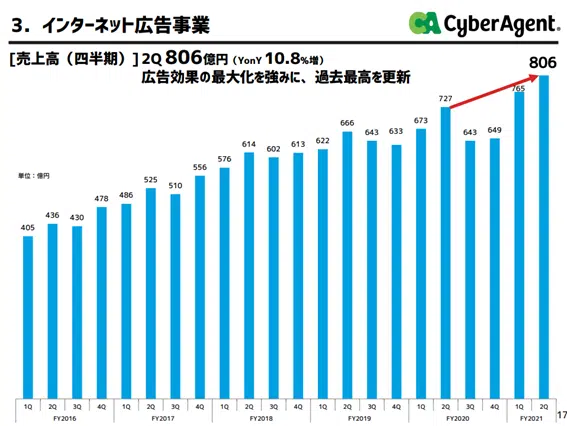 3．インターネット広告事業
CyberAgent.
[売上高（四半期）] 2Q 806億円（YonY 10.8%増）
広告効果の最大化を強みに、過去最高を更新
単位：億円
405 436 430 478 486 525 510 556 576 614 602 613 622 666 643 633 673 727 643 649 765 806
1Q 2Q 3Q 4Q 1Q 2Q 3Q 4Q 1Q 2Q 3Q 4Q 1Q 2Q 3Q 4Q 1Q 2Q 3Q 4Q 1Q 2Q
FY2016 FY2017 FY2018 FY2019 FY2020 FY2021
17